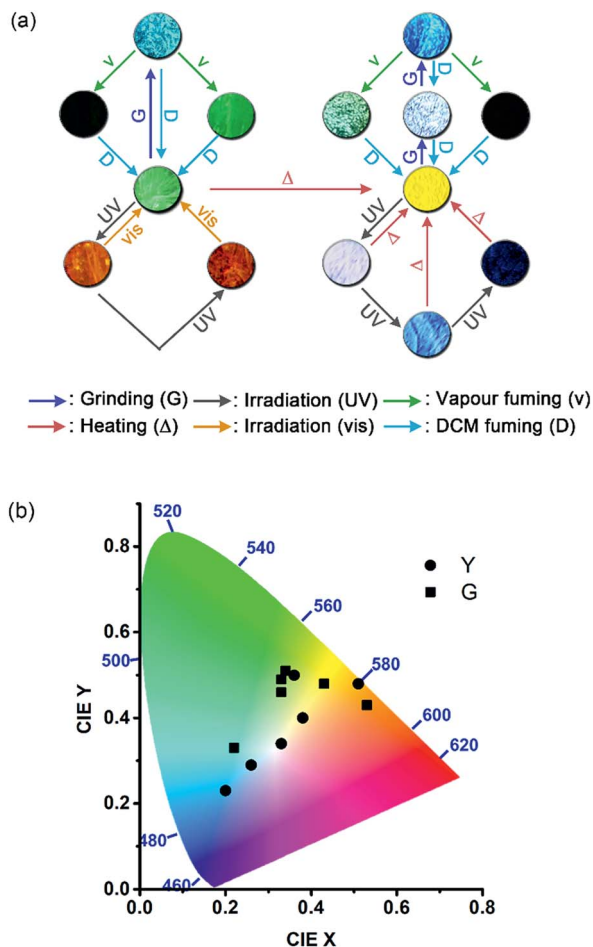 (a)
v v v v
G D G D
D D D G D D
Δ
UV vis vis UV Δ Δ Δ
UV UV UV
: Grinding (G) : Irradiation (UV) : Vapour fuming (v)
: Heating (Δ) : Irradiation (vis) : DCM fuming (D)
(b)
520
0.8
540
Y
G
560
0.6
500
580
CIE Y
0.4
600
620
0.2
480
460
0.0
0.0 0.2 0.4 0.6 0.8
CIE X